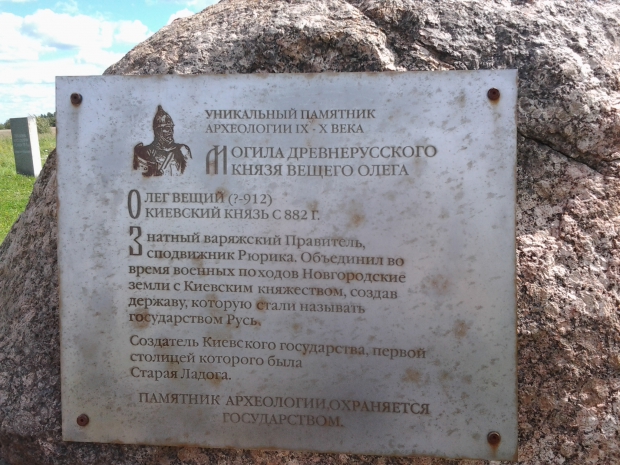 УНИКАЛЬНЫЙ ПАМЯТНИК
АРХЕОЛОГИИ IX - X ВЕКА
МОГИЛА ДРЕВНЕРУССКОГО
КНЯЗЯ ВЕЩЕГО ОЛЕГА
ОЛЕГ ВЕЩИЙ (?-912)
КИЕВСКИЙ КНЯЗЬ С 882 Г.
Знатный варяжский Правитель,
сподвижник Рюрика. Объединил во
время военных походов Новгородские
земли с Киевским княжеством, создав
державу, которую стали называть
государством Русь.
Создатель Киевского государства, первой
столицей которого была
Старая Ладога.
ПАМЯТНИК АРХЕОЛОГИИ,ОХРАНЯЕТСЯ
ГОСУДАРСТВОМ.